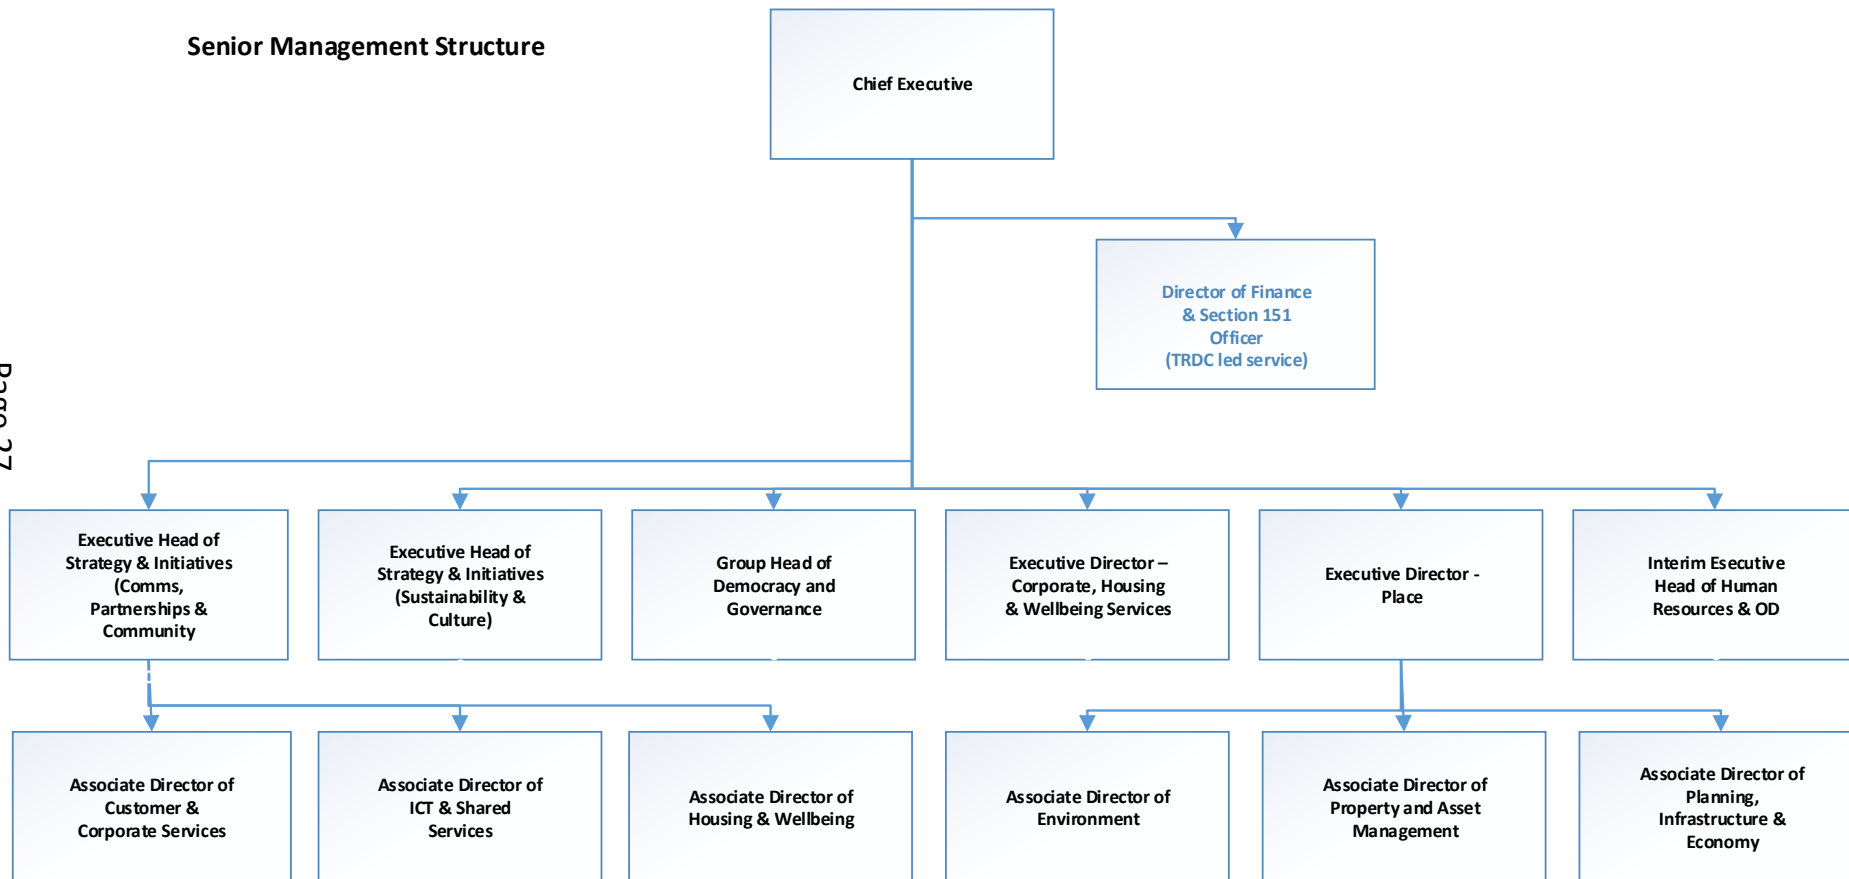 Senior Management Structure
Chief Executive
Director of Finance
& Section 151
Officer
(TRDC led service)
Page 27
Executive Head of
Strategy & Initiatives
(Comms,
Partnerships &
Community
Executive Head of
Strategy & Initiatives
(Sustainability &
Culture)
Group Head of
Democracy and
Governance
Executive Director –
Corporate, Housing
& Wellbeing Services
Executive Director -
Place
Interim Esecutive
Head of Human
Resources & OD
Associate Director of
Customer &
Corporate Services
Associate Director of
ICT & Shared
Services
Associate Director of
Housing & Wellbeing
Associate Director of
Environment
Associate Director of
Property and Asset
Management
Associate Director of
Planning,
Infrastructure &
Economy